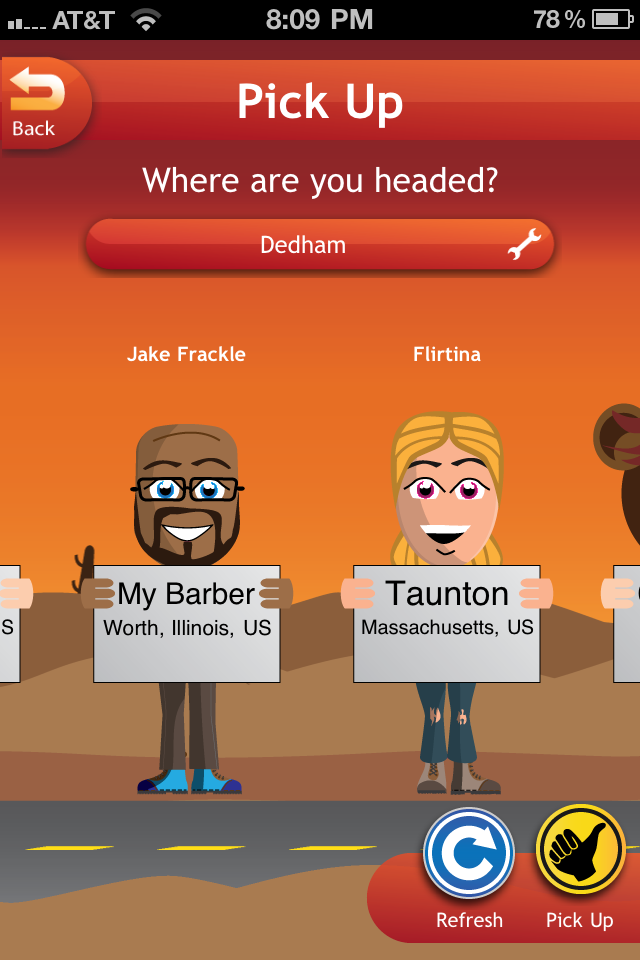 AT&T 8:09 PM 78 %
Back
Pick Up
Where are you headed?
Dedham
Jake Frackle Flirtina
My Barber
Worth, Illinois, US
Taunton
Massachusetts, US
S
Refresh Pick Up